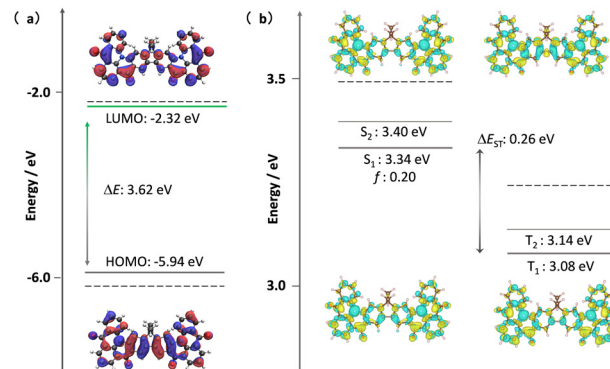 (a)
Energy / eV
-2.0
-6.0
LUMO: -2.32 eV
ΔE: 3.62 eV
HOMO: -5.94 eV
(b)
Energy / eV
3.5
3.0
S₂ : 3.40 eV
S₁ : 3.34 eV
f : 0.20
ΔE_ST: 0.26 eV
T₂ : 3.14 eV
T₁ : 3.08 eV